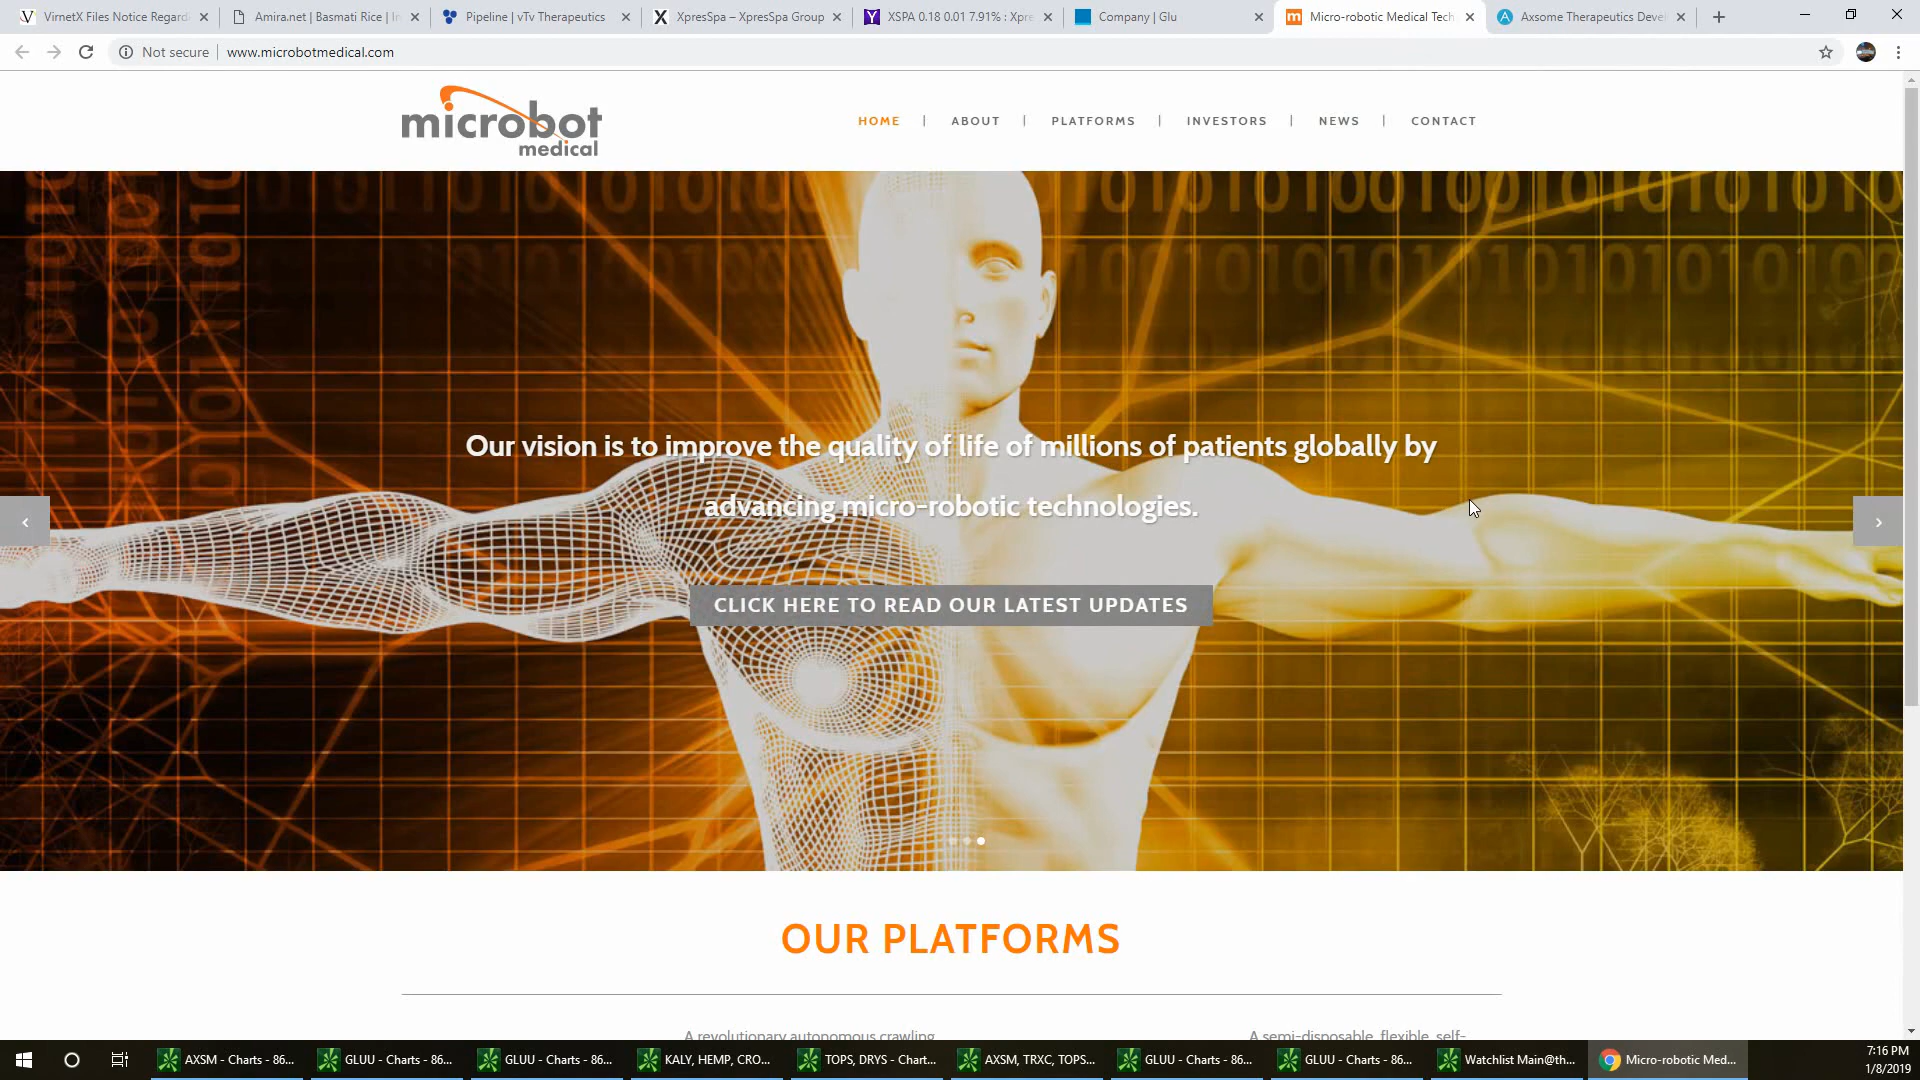 VirnetX Files Notice Regard
Amira.net | Basmati Rice | In
Pipeline | vTv Therapeutics
XpresSpa – XpresSpa Group
XSPA 0.18 0.01 7.91% : Xpre
Company | Glu
Micro-robotic Medical Tech
Axsome Therapeutics Devel
Not secure
www.microbotmedical.com
microbot
medical
HOME | ABOUT | PLATFORMS | INVESTORS | NEWS | CONTACT
Our vision is to improve the quality of life of millions of patients globally by
advancing micro-robotic technologies.
CLICK HERE TO READ OUR LATEST UPDATES
OUR PLATFORMS
A revolutionary autonomous crawling
A semi-disposable, flexible, self-
AXSM - Charts - 86...
GLUU - Charts - 86...
GLUU - Charts - 86...
KALY, HEMP, CRO...
TOPS, DRYS - Chart...
AXSM, TRXC, TOPS...
GLUU - Charts - 86...
GLUU - Charts - 86...
Watchlist Main@th...
Micro-robotic Med...
7:16 PM
1/8/2019